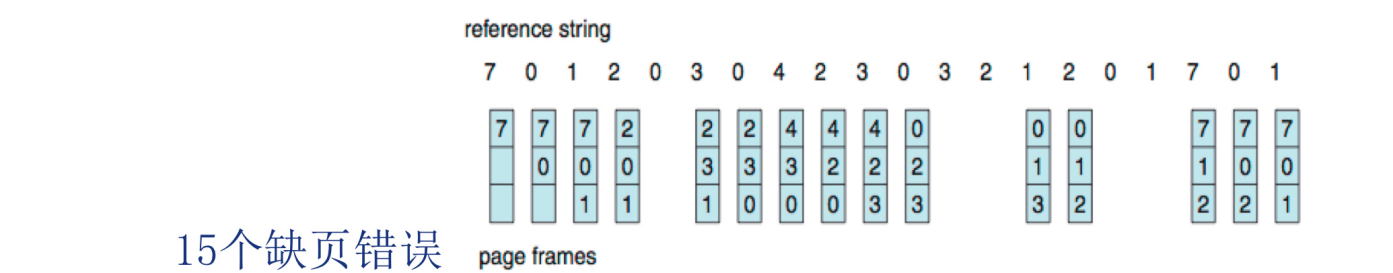 reference string
7 0 1 2 0 3 0 4 2 3 0 3 2 1 2 0 1 7 0 1
7 7 7 2 2 2 4 4 4 0 0 0 7 7 7
0 0 0 3 3 3 2 2 2 1 1 1 0 0
1 1 1 0 0 0 3 3 3 2 2 2 1
15个缺页错误
page frames